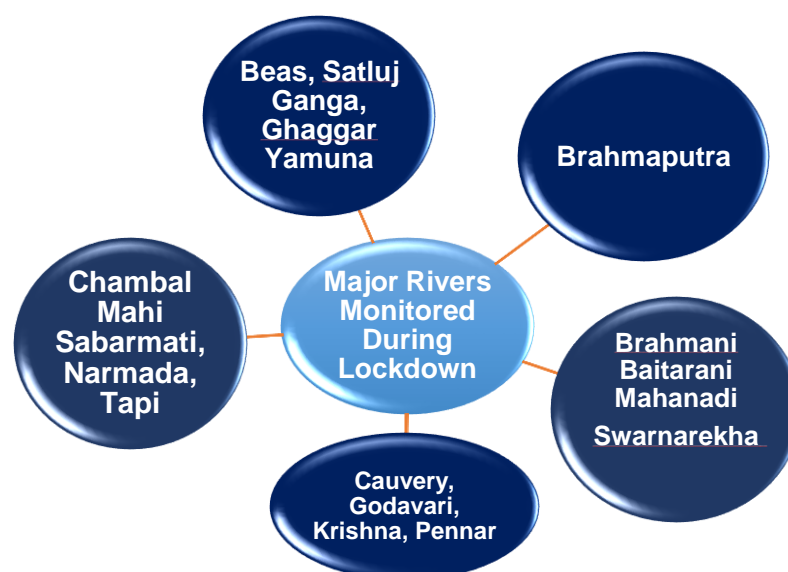 Beas, Satluj
Ganga,
Ghaggar
Yamuna
Brahmaputra
Chambal
Mahi
Sabarmati,
Narmada,
Tapi
Major Rivers
Monitored
During
Lockdown
Brahmani
Baitarani
Mahanadi
Swarnarekha
Cauvery,
Godavari,
Krishna, Pennar